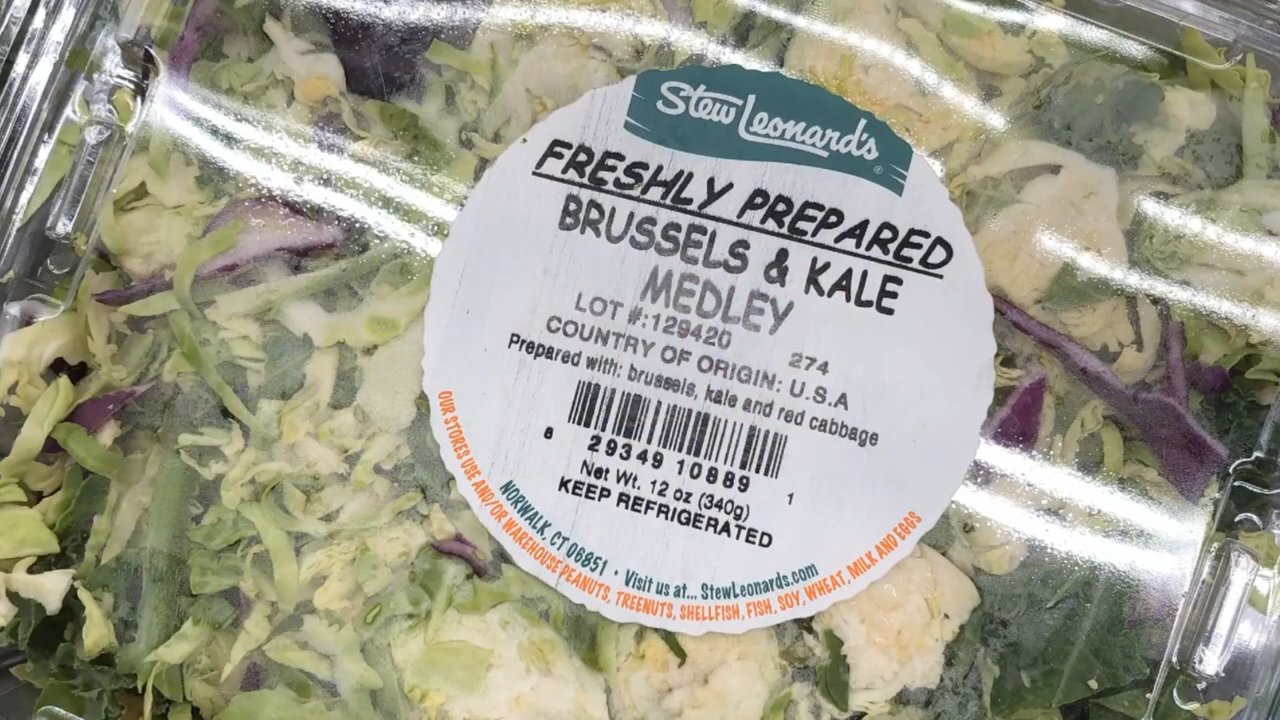 Stew Leonard's
®
FRESHLY PREPARED
BRUSSELS & KALE
MEDLEY
LOT #:129420 274
COUNTRY OF ORIGIN: U.S.A
Prepared with: brussels, kale and red cabbage
8 29349 10889 1
Net Wt. 12 oz (340g)
KEEP REFRIGERATED
NORWALK, CT 06851 • Visit us at... StewLeonards.com
OUR STORES USE AND/OR WAREHOUSE PEANUTS, TREENUTS, SHELLFISH, FISH, SOY, WHEAT, MILK AND EGGS